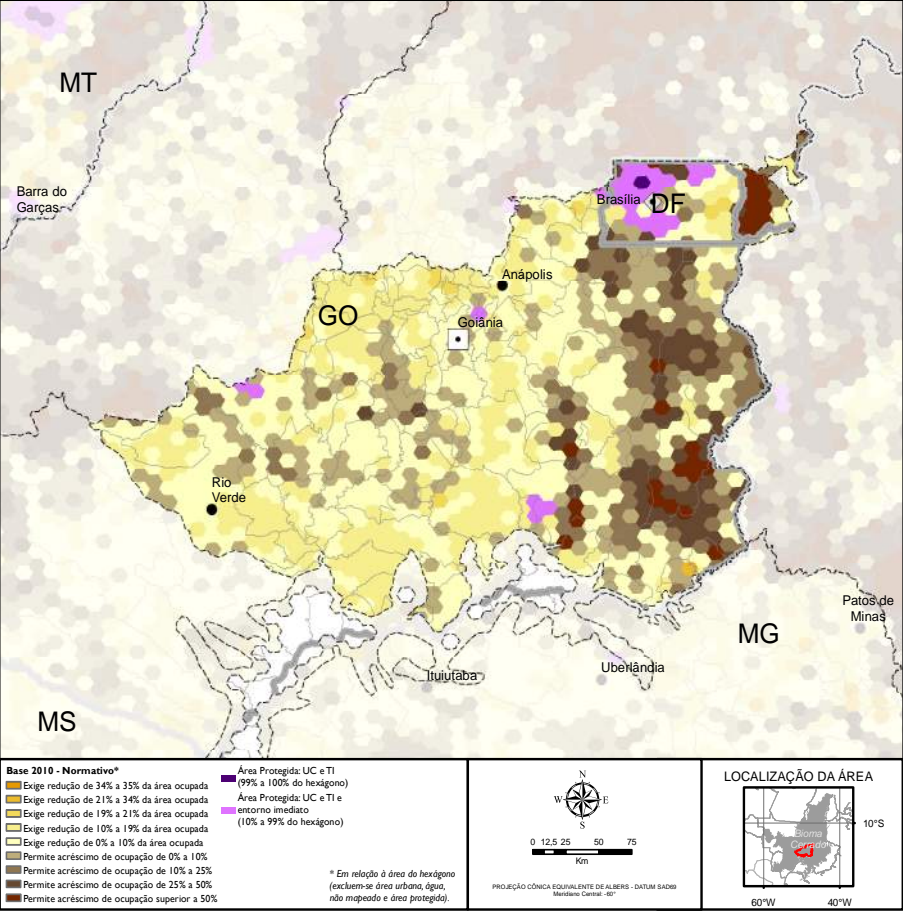 MT
Barra do
Garças
Brasília
DF
Anápolis
GO
Goiânia
Rio
Verde
Patos de
Minas
MG
Uberlândia
Ituiutaba
MS
Base 2010 - Normativo*
Exige redução de 34% a 35% da área ocupada
Exige redução de 21% a 34% da área ocupada
Exige redução de 19% a 21% da área ocupada
Exige redução de 10% a 19% da área ocupada
Exige redução de 0% a 10% da área ocupada
Permite acréscimo de ocupação de 0% a 10%
Permite acréscimo de ocupação de 10% a 25%
Permite acréscimo de ocupação de 25% a 50%
Permite acréscimo de ocupação superior a 50%
Área Protegida: UC e TI
(99% a 100% do hexágono)
Área Protegida: UC e TI e
entorno imediato
(10% a 99% do hexágono)
* Em relação à área do hexágono
(excluem-se área urbana, água,
não mapeado e área protegida).
N
W E
S
0 12,5 25 50 75
Km
PROJEÇÃO CÔNICA EQUIVALENTE DE ALBERS - DATUM SAD69
Meridiano Central: -60°
LOCALIZAÇÃO DA ÁREA
10°S
Bioma
Cerrado
60°W 40°W